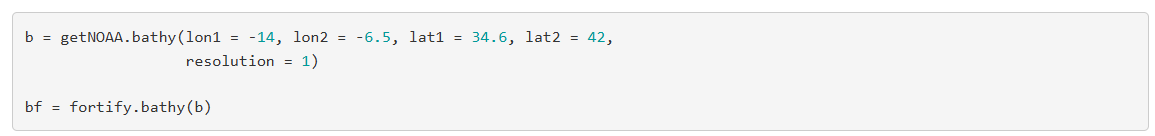 b = getNOAA.bathy(lon1 = -14, lon2 = -6.5, lat1 = 34.6, lat2 = 42,
                  resolution = 1)
bf = fortify.bathy(b)